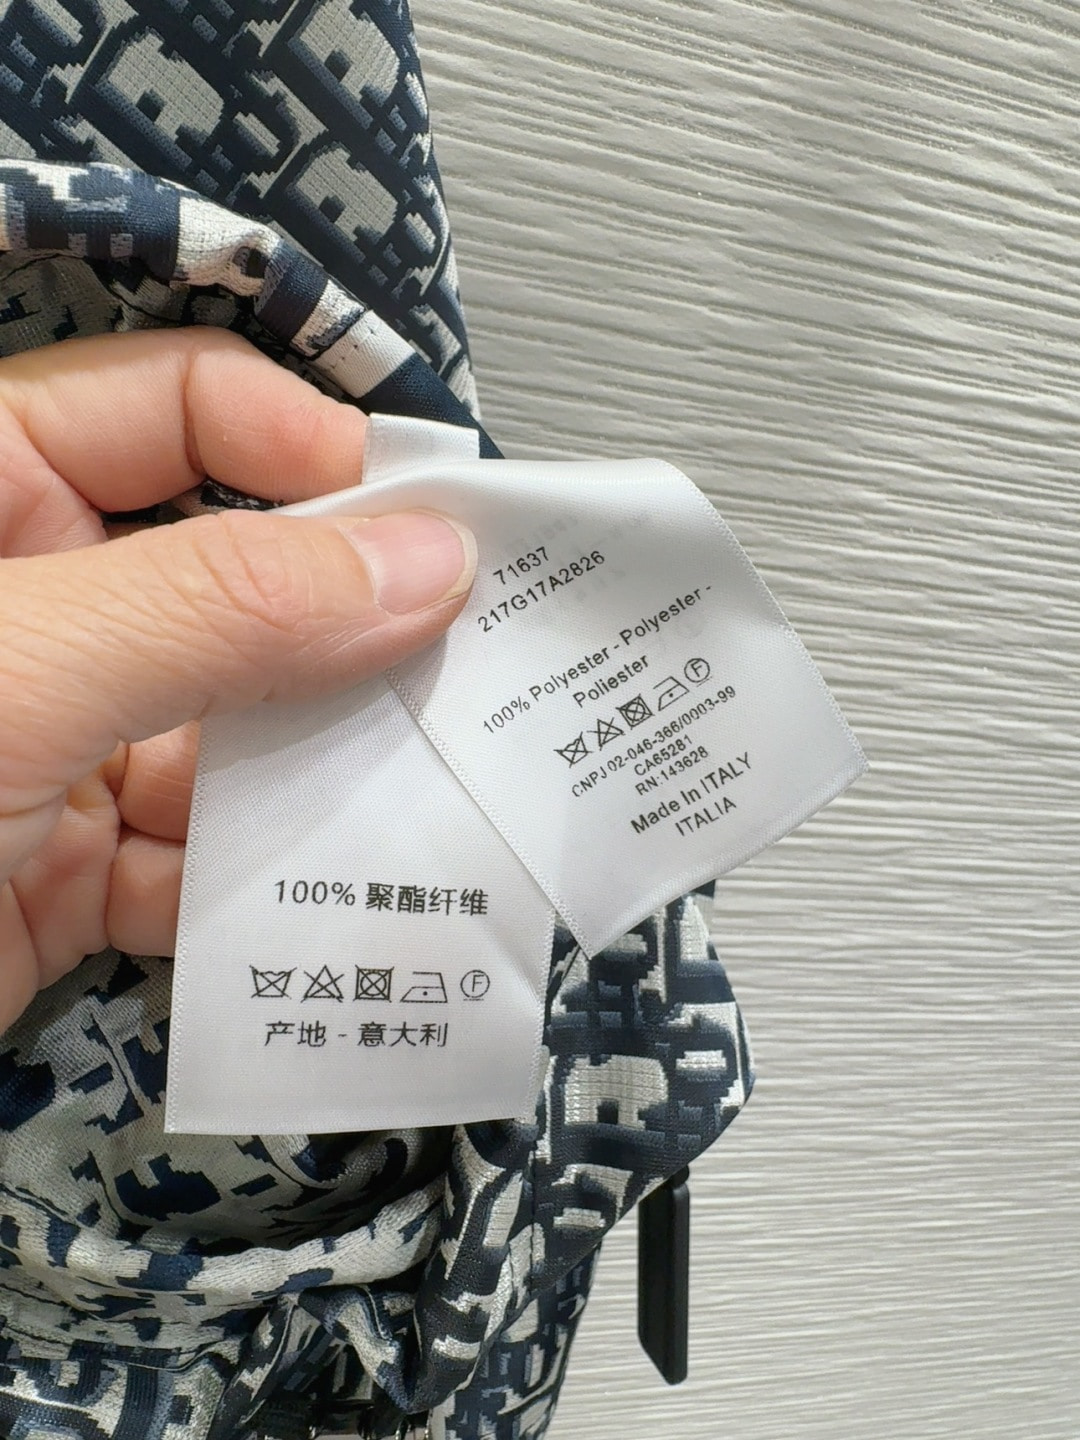 71637
217G17A2826
100% Polyester - Polyester -
Poliester
F
CNPJ 02-046-366/0003-99
CA65281
RN:143628
Made In ITALY
ITALIA
100% 聚酯纤维
F
产地 - 意大利